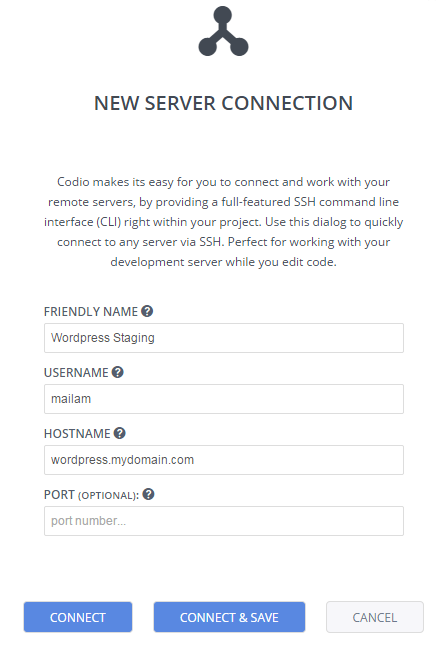 NEW SERVER CONNECTION
Codio makes its easy for you to connect and work with your
remote servers, by providing a full-featured SSH command line
interface (CLI) right within your project. Use this dialog to quickly
connect to any server via SSH. Perfect for working with your
development server while you edit code.
FRIENDLY NAME ?
Wordpress Staging
USERNAME ?
mailam
HOSTNAME ?
wordpress.mydomain.com
PORT (OPTIONAL): ?
port number...
CONNECT CONNECT & SAVE CANCEL